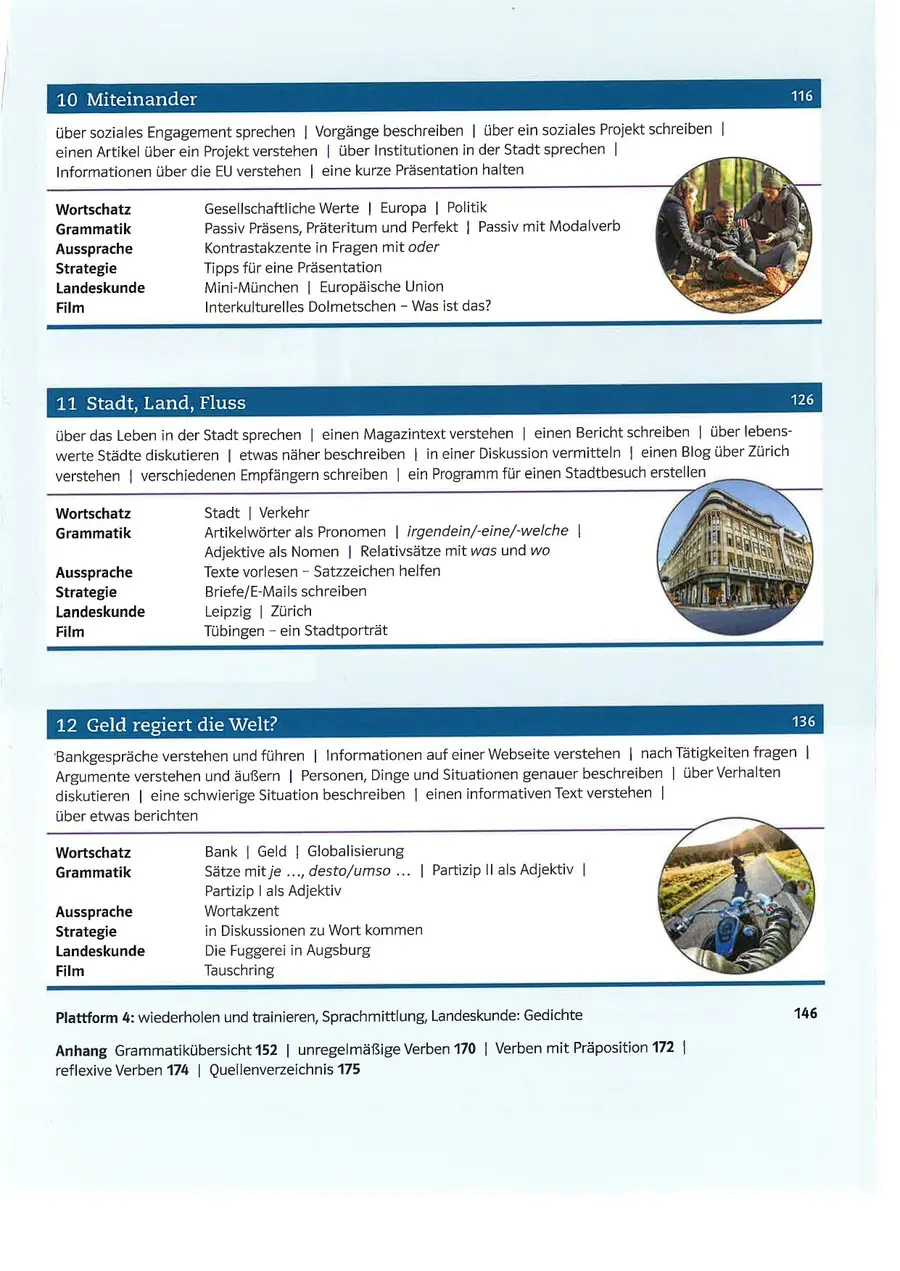 10 Miteinander 116
über soziales Engagement sprechen | Vorgänge beschreiben | über ein soziales Projekt schreiben |
einen Artikel über ein Projekt verstehen | über Institutionen in der Stadt sprechen |
Informationen über die EU verstehen | eine kurze Präsentation halten
Wortschatz Gesellschaftliche Werte | Europa | Politik
Grammatik Passiv Präsens, Präteritum und Perfekt | Passiv mit Modalverb
Aussprache Kontrastakzente in Fragen mit oder
Strategie Tipps für eine Präsentation
Landeskunde Mini-München | Europäische Union
Film Interkulturelles Dolmetschen – Was ist das?
11 Stadt, Land, Fluss 126
über das Leben in der Stadt sprechen | einen Magazintext verstehen | einen Bericht schreiben | über lebens-
werte Städte diskutieren | etwas näher beschreiben | in einer Diskussion vermitteln | einen Blog über Zürich
verstehen | verschiedenen Empfängern schreiben | ein Programm für einen Stadtbesuch erstellen
Wortschatz Stadt | Verkehr
Grammatik Artikelwörter als Pronomen | irgendein/-eine/-welche |
Adjektive als Nomen | Relativsätze mit was und wo
Aussprache Texte vorlesen – Satzzeichen helfen
Strategie Briefe/E-Mails schreiben
Landeskunde Leipzig | Zürich
Film Tübingen – ein Stadtporträt
12 Geld regiert die Welt? 136
Bankgespräche verstehen und führen | Informationen auf einer Webseite verstehen | nach Tätigkeiten fragen |
Argumente verstehen und äußern | Personen, Dinge und Situationen genauer beschreiben | über Verhalten
diskutieren | eine schwierige Situation beschreiben | einen informativen Text verstehen |
über etwas berichten
Wortschatz Bank | Geld | Globalisierung
Grammatik Sätze mit je ..., desto/umso ... | Partizip II als Adjektiv |
Partizip I als Adjektiv
Aussprache Wortakzent
Strategie in Diskussionen zu Wort kommen
Landeskunde Die Fuggerei in Augsburg
Film Tauschring
Plattform 4: wiederholen und trainieren, Sprachmittlung, Landeskunde: Gedichte 146
Anhang Grammatikübersicht 152 | unregelmäßige Verben 170 | Verben mit Präposition 172 |
reflexive Verben 174 | Quellenverzeichnis 175